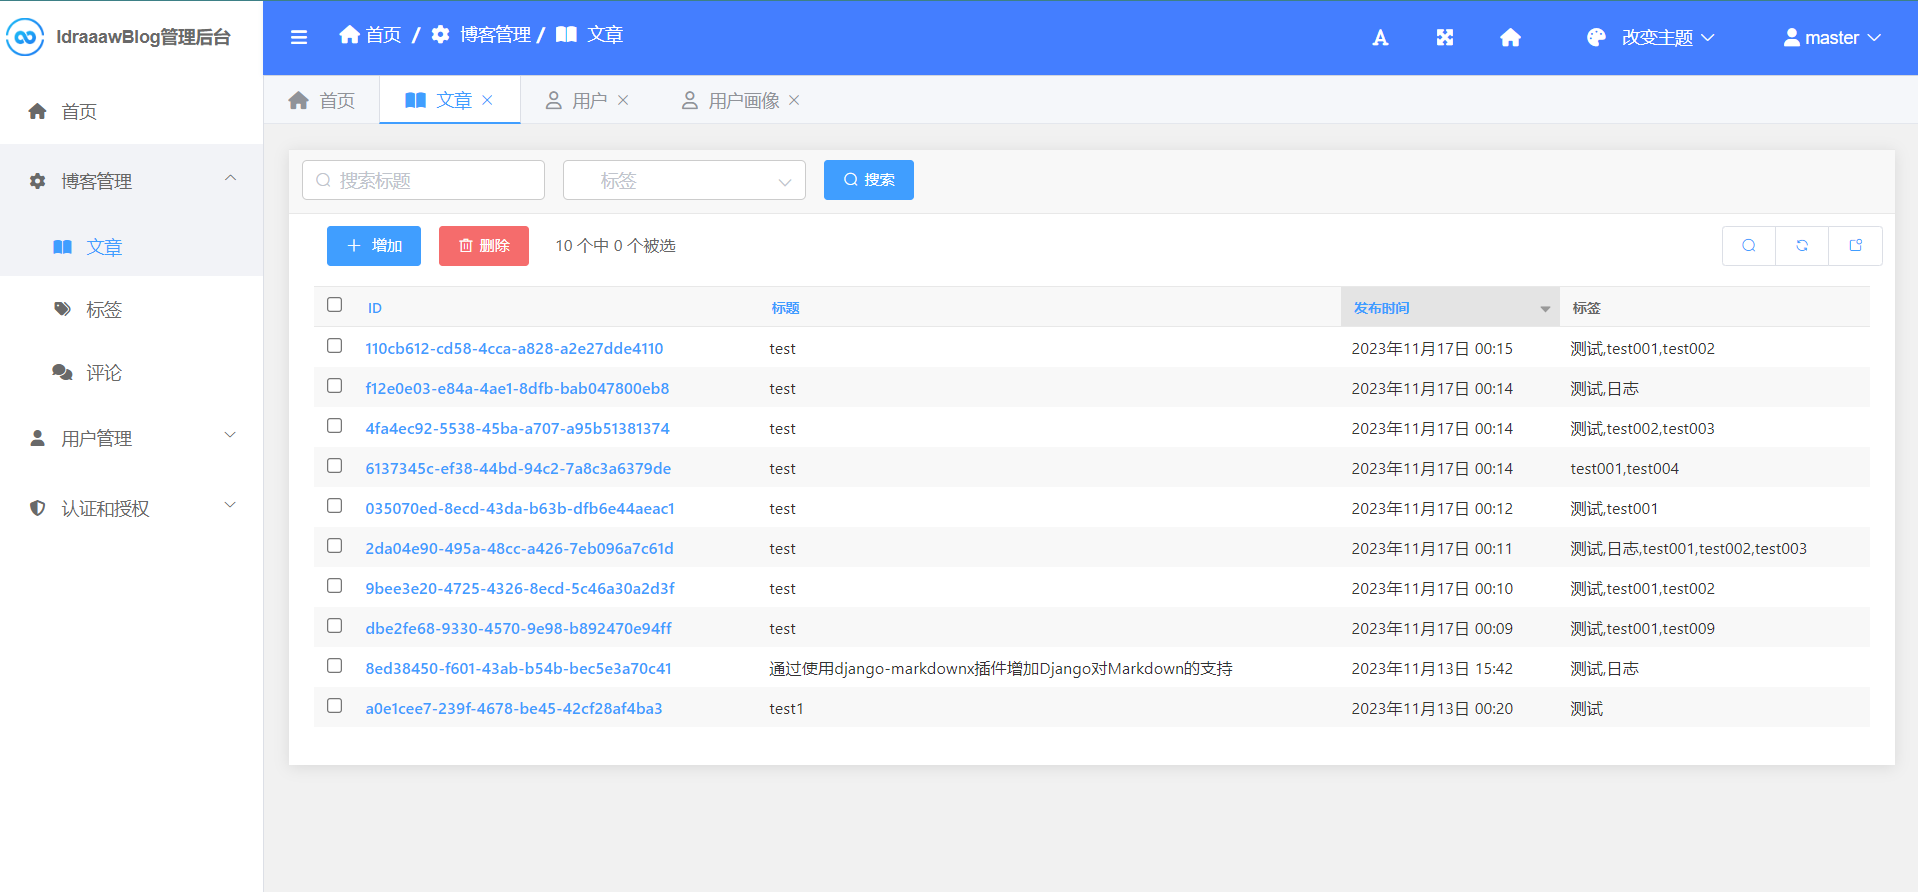 IdraaawBlog管理后台
首页
博客管理
文章
标签
评论
用户管理
认证和授权
首页 / 博客管理 / 文章
改变主题
master
首页 文章 用户 用户画像
搜索标题 标签 搜索
增加 删除 10 个中 0 个被选
ID 标题 发布时间 标签
110cb612-cd58-4cca-a828-a2e27dde4110 test 2023年11月17日 00:15 测试,test001,test002
f12e0e03-e84a-4ae1-8dfb-bab047800eb8 test 2023年11月17日 00:14 测试,日志
4fa4ec92-5538-45ba-a707-a95b51381374 test 2023年11月17日 00:14 测试,test002,test003
6137345c-ef38-44bd-94c2-7a8c3a6379de test 2023年11月17日 00:14 test001,test004
035070ed-8ecd-43da-b63b-dfb6e44aeac1 test 2023年11月17日 00:12 测试,test001
2da04e90-495a-48cc-a426-7eb096a7c61d test 2023年11月17日 00:11 测试,日志,test001,test002,test003
9bee3e20-4725-4326-8ecd-5c46a30a2d3f test 2023年11月17日 00:10 测试,test001,test002
dbe2fe68-9330-4570-9e98-b892470e94ff test 2023年11月17日 00:09 测试,test001,test009
8ed38450-f601-43ab-b54b-bec5e3a70c41 通过使用django-markdownx插件增加Django对Markdown的支持 2023年11月13日 15:42 测试,日志
a0e1cee7-239f-4678-be45-42cf28af4ba3 test1 2023年11月13日 00:20 测试